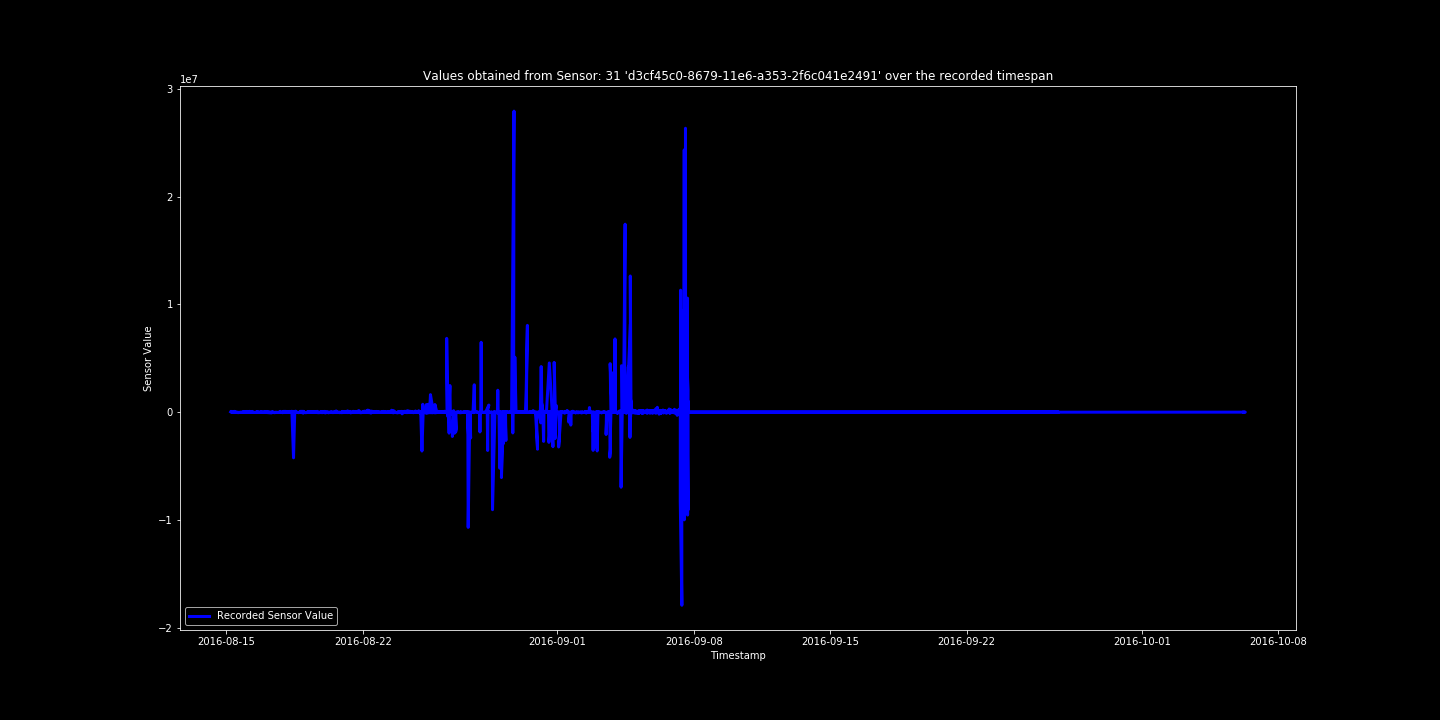 Values obtained from Sensor: 31 'd3cf45c0-8679-11e6-a353-2f6c041e2491' over the recorded timespan
1e7
3
2
1
0
−1
−2
Sensor Value
Recorded Sensor Value
2016-08-15 2016-08-22 2016-09-01 2016-09-08 2016-09-15 2016-09-22 2016-10-01 2016-10-08
Timestamp